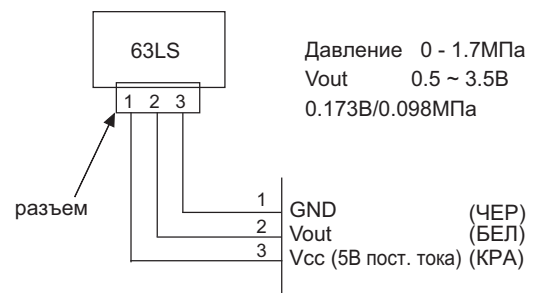 63LS
1 2 3
Давление 0 - 1.7МПа
Vout 0.5 ~ 3.5В
0.173В/0.098МПа
разъем
1 GND (ЧЕР)
2 Vout (БЕЛ)
3 Vcc (5В пост. тока) (КРА)